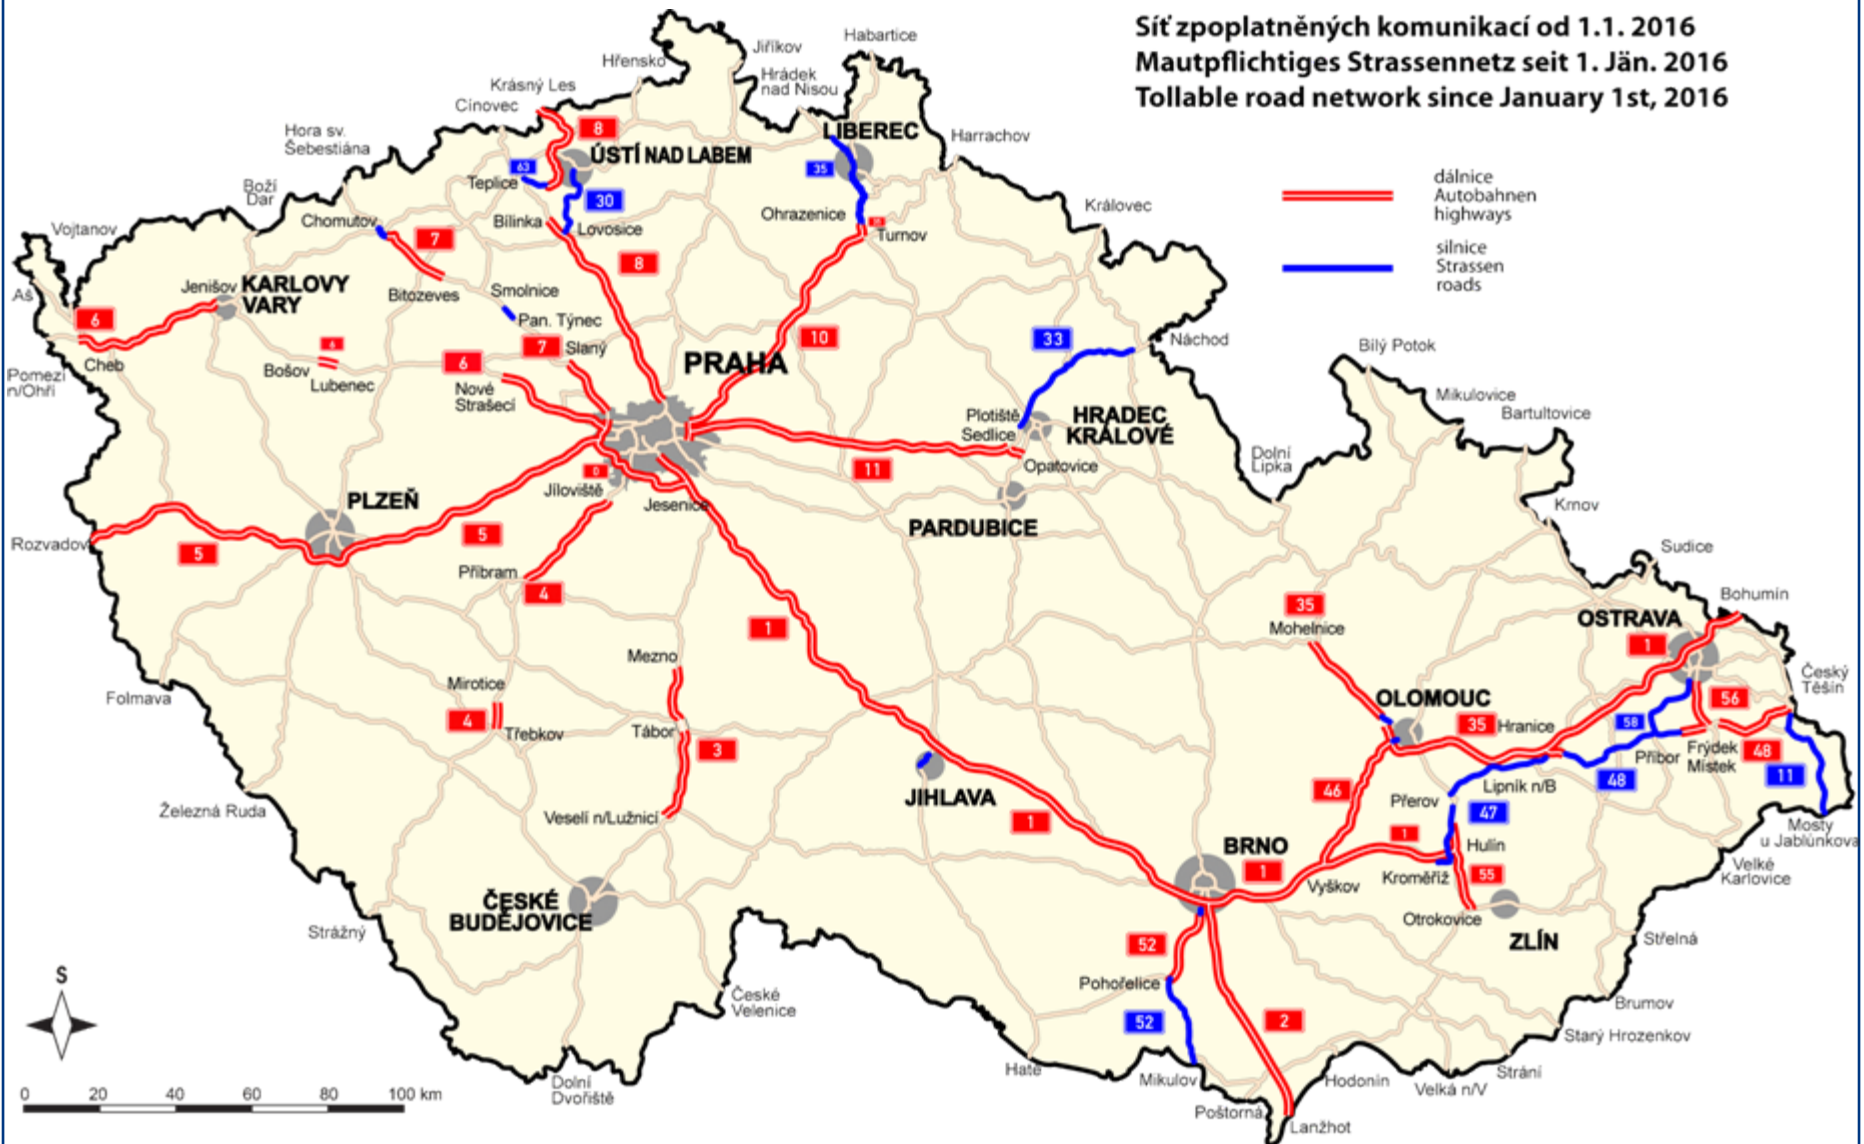 Síť zpoplatněných komunikací od 1.1. 2016
Mautpflichtiges Strassennetz seit 1. Jän. 2016
Tollable road network since January 1st, 2016
dálnice
Autobahnen
highways
silnice
Strassen
roads
Habartice
Jiříkov
Hřensko
Hrádek
nad Nisou
Krásný Les
Cínovec
LIBEREC
Harrachov
Hora sv.
Šebestiána
8
ÚSTÍ NAD LABEM
63
35
Teplice
Boží
Dar
30
Ohrazenice
Královec
Chomutov
Bílinka
Lovosice
35
Turnov
Vojtanov
7
8
Aš
Jenišov
KARLOVY
VARY
Bitozeves
Smolnice
6
Pan. Týnec
10
33
Náchod
Cheb
6
Bošov
Lubenec
6
7
Slaný
PRAHA
Bílý Potok
Pomezí
n/Ohří
Nové
Strašecí
Mikulovice
Bartultovice
Plotiště
Sedlice
HRADEC
KRÁLOVÉ
Dolní
Lipka
0
11
Opatovice
Jíloviště
PLZEŇ
Jesenice
Krnov
PARDUBICE
Rozvadov
5
5
Sudice
Příbram
4
Bohumín
35
Mohelnice
1
OSTRAVA
1
Mezno
Český
Těšín
Mirotice
Folmava
OLOMOUC
56
4
Třebkov
Tábor
3
35
Hranice
58
Příbor
Frýdek
Místek
48
11
48
Lipník n/B
46
Přerov
47
JIHLAVA
Železná Ruda
Veselí n/Lužnicí
1
Mosty
u Jablůnkova
BRNO
1
1
Hulín
Velké
Karlovice
Vyškov
Kroměříž
55
ČESKÉ
BUDĚJOVICE
Otrokovice
Strážný
ZLÍN
Střelná
52
S
Pohořelice
České
Velenice
Brumov
52
2
Starý Hrozenkov
Hatě
Mikulov
Hodonín
Strání
Velká n/V
Dolní
Dvořiště
0 20 40 60 80 100 km
Poštorná
Lanžhot